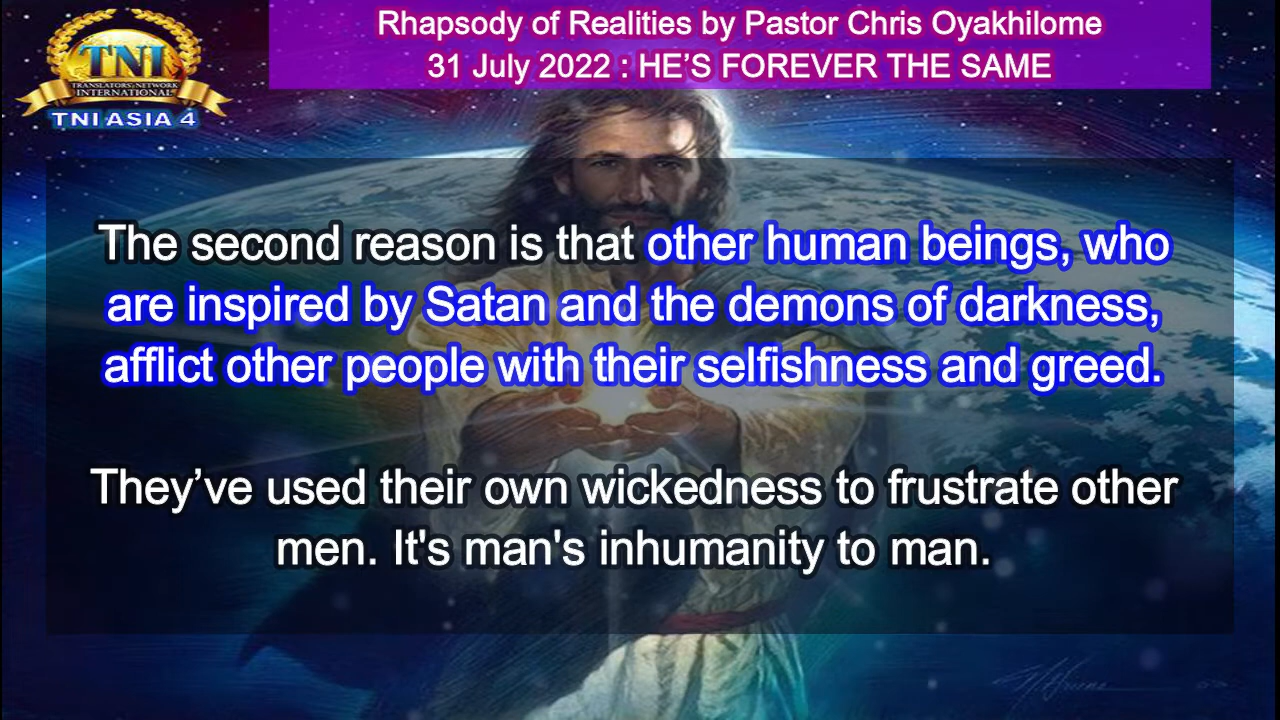 TNI
TRANSLATORS NETWORK
INTERNATIONAL
TNI ASIA 4
Rhapsody of Realities by Pastor Chris Oyakhilome
31 July 2022 : HE’S FOREVER THE SAME
The second reason is that other human beings, who
are inspired by Satan and the demons of darkness,
afflict other people with their selfishness and greed.
They’ve used their own wickedness to frustrate other
men. It's man's inhumanity to man.